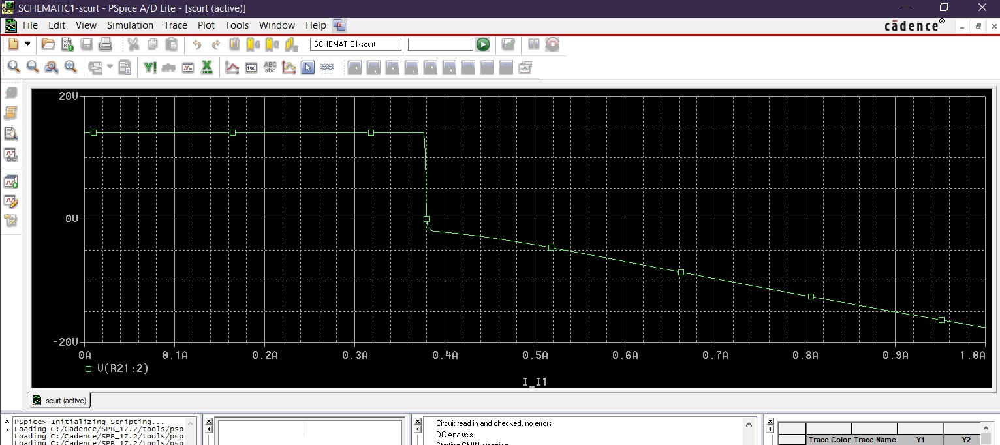 SCHEMATIC1-scurt - PSpice A/D Lite - [scurt (active)]
File Edit View Simulation Trace Plot Tools Window Help
cādence®
SCHEMATIC1-scurt
ABC
abc
20V
0V
-20V
0A 0.1A 0.2A 0.3A 0.4A 0.5A 0.6A 0.7A 0.8A 0.9A 1.0A
V(R21:2)
I_I1
scurt (active)
PSpice> Initializing Scripting...
Loading C:/Cadence/SPB_17.2/tools/psp
Loading C:/Cadence/SPB_17.2/tools/psp
Loading C:/Cadence/SPB_17.2/tools/psp
Circuit read in and checked, no errors
DC Analysis
Starting GMIN stepping
Trace Color Trace Name Y1 Y2